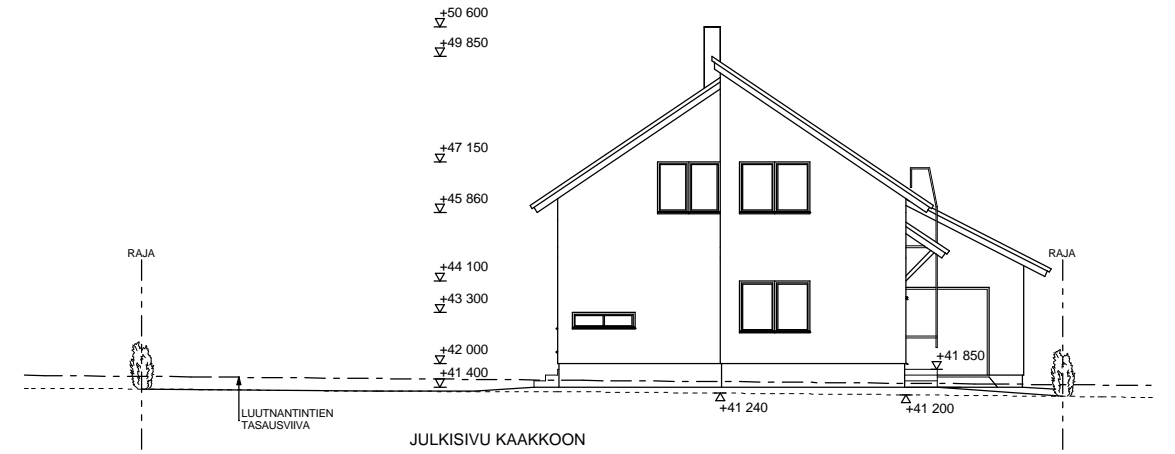 +50 600
+49 850
+47 150
+45 860
RAJA
RAJA
+44 100
+43 300
+42 000
+41 850
+41 400
+41 240
+41 200
LUUTNANTINTIEN
TASAUSVIIVA
JULKISIVU KAAKKOON